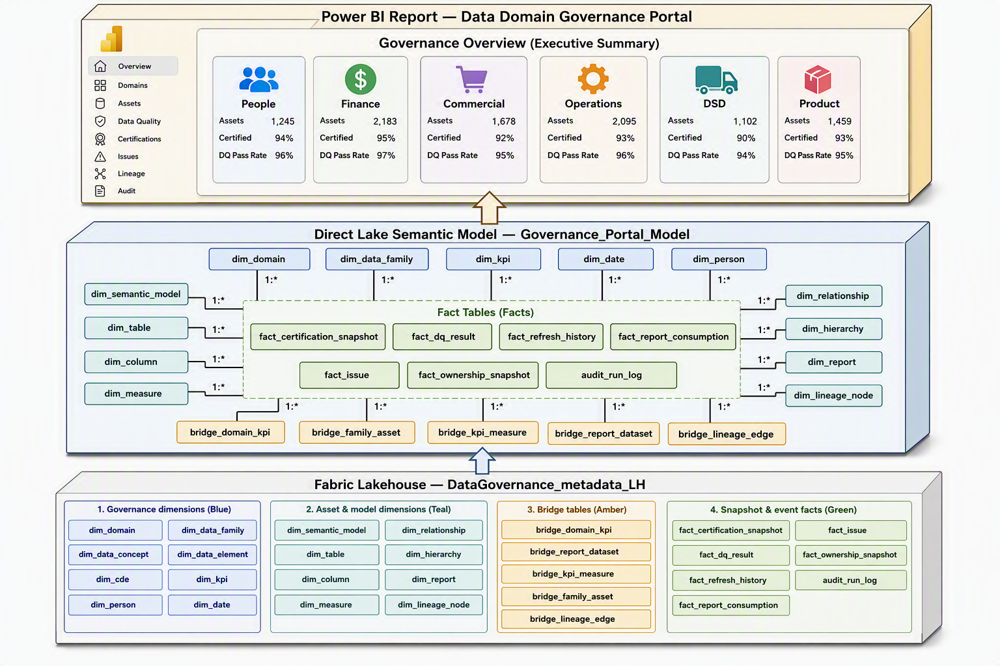 Power BI Report — Data Domain Governance Portal
Overview
Domains
Assets
Data Quality
Certifications
Issues
Lineage
Audit
Governance Overview (Executive Summary)
People
Assets 1,245
Certified 94%
DQ Pass Rate 96%
Finance
Assets 2,183
Certified 95%
DQ Pass Rate 97%
Commercial
Assets 1,678
Certified 92%
DQ Pass Rate 95%
Operations
Assets 2,095
Certified 93%
DQ Pass Rate 96%
DSD
Assets 1,102
Certified 90%
DQ Pass Rate 94%
Product
Assets 1,459
Certified 93%
DQ Pass Rate 95%
Direct Lake Semantic Model — Governance_Portal_Model
dim_domain
dim_data_family
dim_kpi
dim_date
dim_person
1:*
1:*
1:*
1:*
1:*
dim_semantic_model
1:*
dim_table
1:*
dim_column
1:*
dim_measure
1:*
Fact Tables (Facts)
fact_certification_snapshot
fact_dq_result
fact_refresh_history
fact_report_consumption
fact_issue
fact_ownership_snapshot
audit_run_log
1:*
dim_relationship
1:*
dim_hierarchy
1:*
dim_report
1:*
dim_lineage_node
1:*
1:*
1:*
1:*
1:*
bridge_domain_kpi
bridge_family_asset
bridge_kpi_measure
bridge_report_dataset
bridge_lineage_edge
Fabric Lakehouse — DataGovernance_metadata_LH
1. Governance dimensions (Blue)
dim_domain
dim_data_family
dim_data_concept
dim_data_element
dim_cde
dim_kpi
dim_person
dim_date
2. Asset & model dimensions (Teal)
dim_semantic_model
dim_relationship
dim_table
dim_hierarchy
dim_column
dim_report
dim_measure
dim_lineage_node
3. Bridge tables (Amber)
bridge_domain_kpi
bridge_report_dataset
bridge_kpi_measure
bridge_family_asset
bridge_lineage_edge
4. Snapshot & event facts (Green)
fact_certification_snapshot
fact_issue
fact_dq_result
fact_ownership_snapshot
fact_refresh_history
audit_run_log
fact_report_consumption